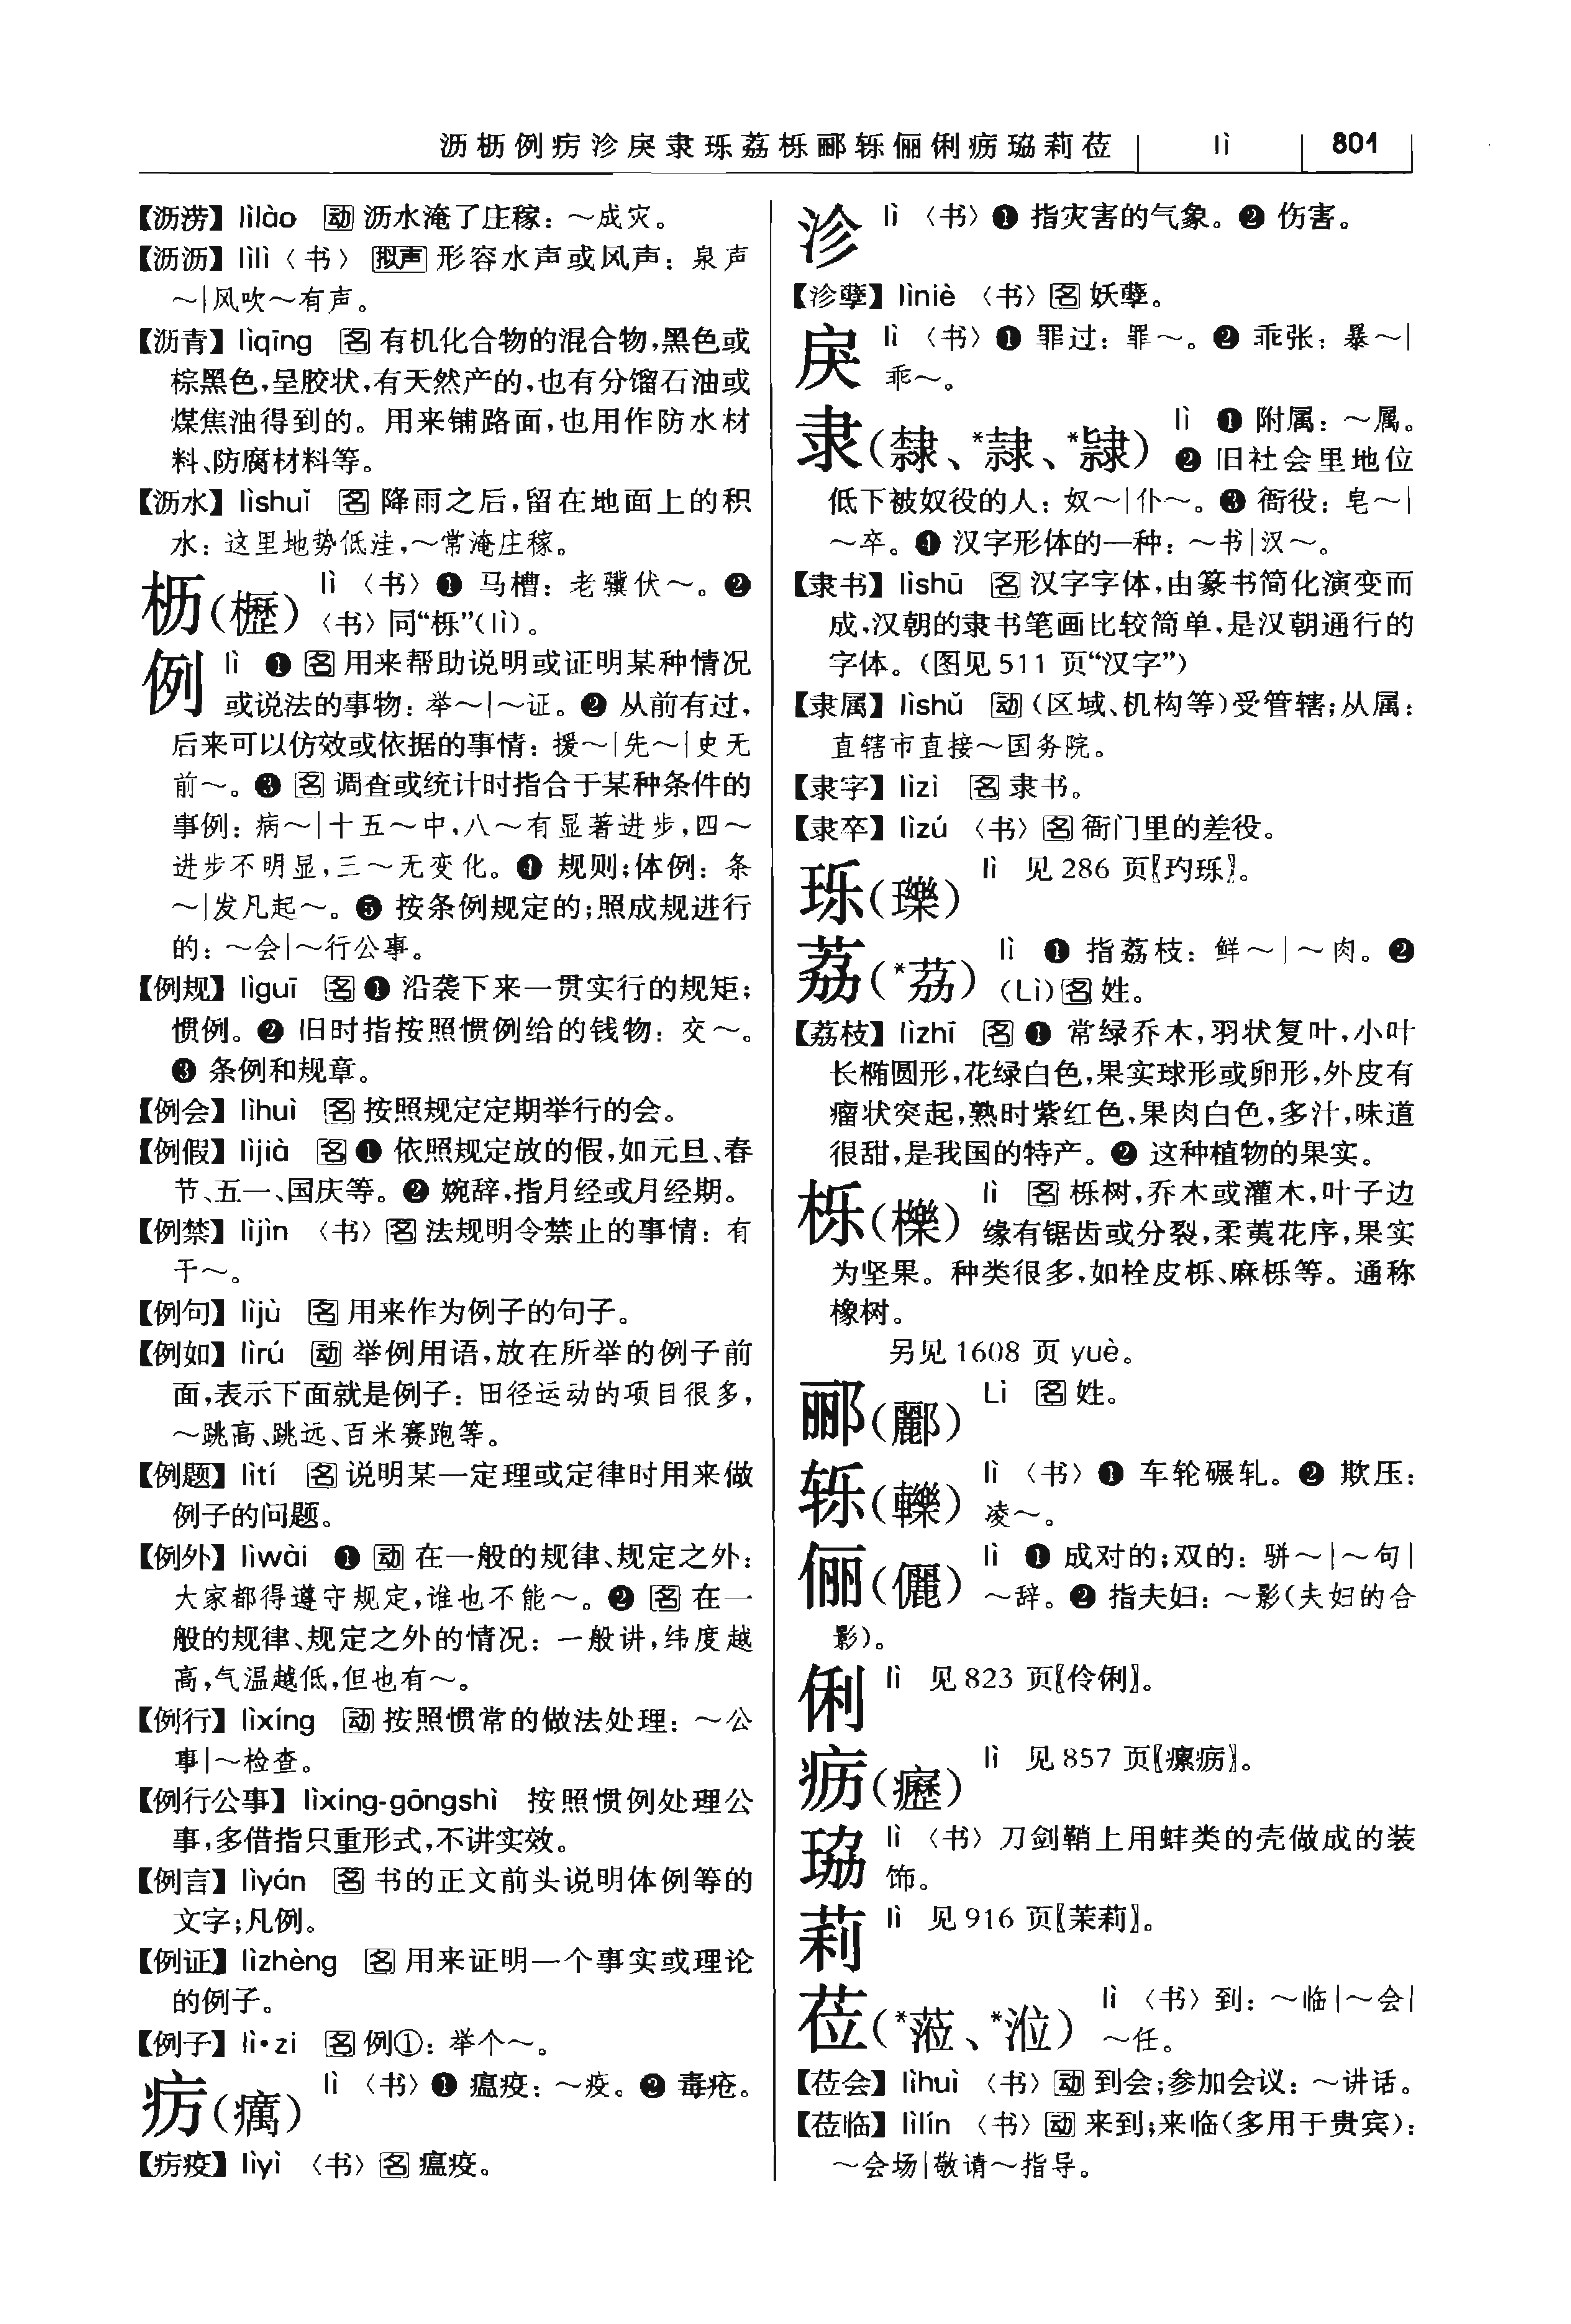 沥枥例疠沴戾隶珠荔栎郦轹俪俐疬珕莉莅 lì 801
【沥涝】lìlào 动 沥水淹了庄稼：～成灾。
【沥沥】lìlì〈书〉 拟声 形容水声或风声：泉声
～|风吹～有声。
【沥青】lìqīng 名 有机化合物的混合物,黑色或
棕黑色,呈胶状,有天然产的,也有分馏石油或
煤焦油得到的。用来铺路面,也用作防水材
料、防腐材料等。
【沥水】lìshuǐ 名 降雨之后,留在地面上的积
水：这里地势低洼,～常淹庄稼。
枥(櫪) lì 〈书〉❶ 马槽：老骥伏～。❷
〈书〉同“栎”(lì)。
例 lì ❶ 名 用来帮助说明或证明某种情况
或说法的事物：举～|～证。❷ 从前有过,
后来可以仿效或依据的事情：援～|先～|史无
前～。❸ 名 调查或统计时指合于某种条件的
事例：病～|十五～中,八～有显著进步,四～
进步不明显,三～无变化。❹ 规则;体例：条
～|发凡起～。❺ 按条例规定的;照成规进行
的：～会|～行公事。
【例规】lìguī 名 ❶ 沿袭下来一贯实行的规矩;
惯例。❷ 旧时指按照惯例给的钱物：交～。
❸ 条例和规章。
【例会】lìhuì 名 按照规定定期举行的会。
【例假】lìjià 名 ❶ 依照规定放的假,如元旦、春
节、五一、国庆等。❷ 婉辞,指月经或月经期。
【例禁】lìjìn 〈书〉名 法规明令禁止的事情：有
干～。
【例句】lìjù 名 用来作为例子的句子。
【例如】lìrú 动 举例用语,放在所举的例子前
面,表示下面就是例子：田径运动的项目很多,
～跳高、跳远、百米赛跑等。
【例题】lìtí 名 说明某一定理或定律时用来做
例子的问题。
【例外】lìwài ❶ 动 在一般的规律、规定之外：
大家都得遵守规定,谁也不能～。❷ 名 在一
般的规律、规定之外的情况：一般讲,纬度越
高,气温越低,但也有～。
【例行】lìxíng 动 按照惯常的做法处理：～公
事|～检查。
【例行公事】lìxíng-gōngshì 按照惯例处理公
事,多借指只重形式,不讲实效。
【例言】lìyán 名 书的正文前头说明体例等的
文字;凡例。
【例证】lìzhèng 名 用来证明一个事实或理论
的例子。
【例子】lì•zi 名 例①：举个～。
疠(癘) lì 〈书〉❶ 瘟疫：～疫。❷ 毒疮。
【疠疫】lìyì 〈书〉名 瘟疫。
沴 lì 〈书〉❶ 指灾害的气象。❷ 伤害。
【沴孽】lìniè 〈书〉名 妖孽。
戾 lì 〈书〉❶ 罪过：罪～。❷ 乖张：暴～|
乖～。
隶(隸、*隷、*𨽻) lì ❶ 附属：～属。
❷ 旧社会里地位
低下被奴役的人：奴～|仆～。❸ 衙役：皂～|
～卒。❹ 汉字形体的一种：～书|汉～。
【隶书】lìshū 名 汉字字体,由篆书简化演变而
成,汉朝的隶书笔画比较简单,是汉朝通行的
字体。(图见511 页“汉字”)
【隶属】lìshǔ 动 (区域、机构等)受管辖;从属：
直辖市直接～国务院。
【隶字】lìzì 名 隶书。
【隶卒】lìzú 〈书〉名 衙门里的差役。
珠(瓅) lì 见 286 页〖玓珠〗。
荔(*茘) lì ❶ 指荔枝：鲜～|～肉。❷
(Lì)名 姓。
【荔枝】lìzhī 名 ❶ 常绿乔木,羽状复叶,小叶
长椭圆形,花绿白色,果实球形或卵形,外皮有
瘤状突起,熟时紫红色,果肉白色,多汁,味道
很甜,是我国的特产。❷ 这种植物的果实。
栎(櫟) lì 名 栎树,乔木或灌木,叶子边
缘有锯齿或分裂,柔荑花序,果实
为坚果。种类很多,如栓皮栎、麻栎等。通称
橡树。
另见 1608 页 yuè。
郦(酈) Lì 名 姓。
轹(轢) lì 〈书〉❶ 车轮碾轧。❷ 欺压：
凌～。
俪(儷) lì ❶ 成对的;双的：骈～|～句|
～辞。❷ 指夫妇：～影(夫妇的合
影)。
俐 lì 见 823 页〖伶俐〗。
疬(癧) lì 见 857 页〖瘰疬〗。
珕 lì 〈书〉刀剑鞘上用蚌类的壳做成的装
饰。
莉 lì 见 916 页〖茉莉〗。
莅(*蒞、*涖) lì 〈书〉到：～临|～会|
～任。
【莅会】lìhuì 〈书〉动 到会;参加会议：～讲话。
【莅临】lìlín 〈书〉动 来到;来临(多用于贵宾)：
～会场|敬请～指导。